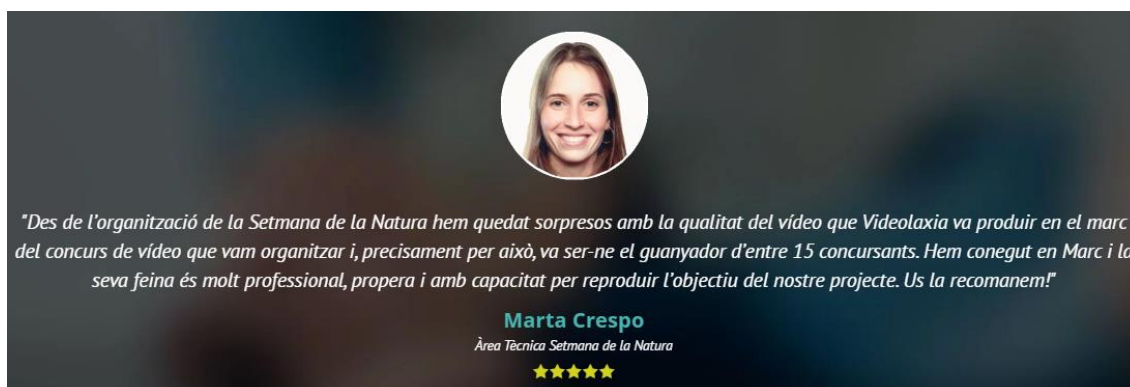 "Des de l'organització de la Setmana de la Natura hem quedat sorpresos amb la qualitat del vídeo que Videolaxia va produir en el marc
del concurs de vídeo que vam organitzar i, precisament per això, va ser-ne el guanyador d'entre 15 concursants. Hem conegut en Marc i la
seva feina és molt professional, propera i amb capacitat per reproduir l'objectiu del nostre projecte. Us la recomanem!"
Marta Crespo
Àrea Tècnica Setmana de la Natura